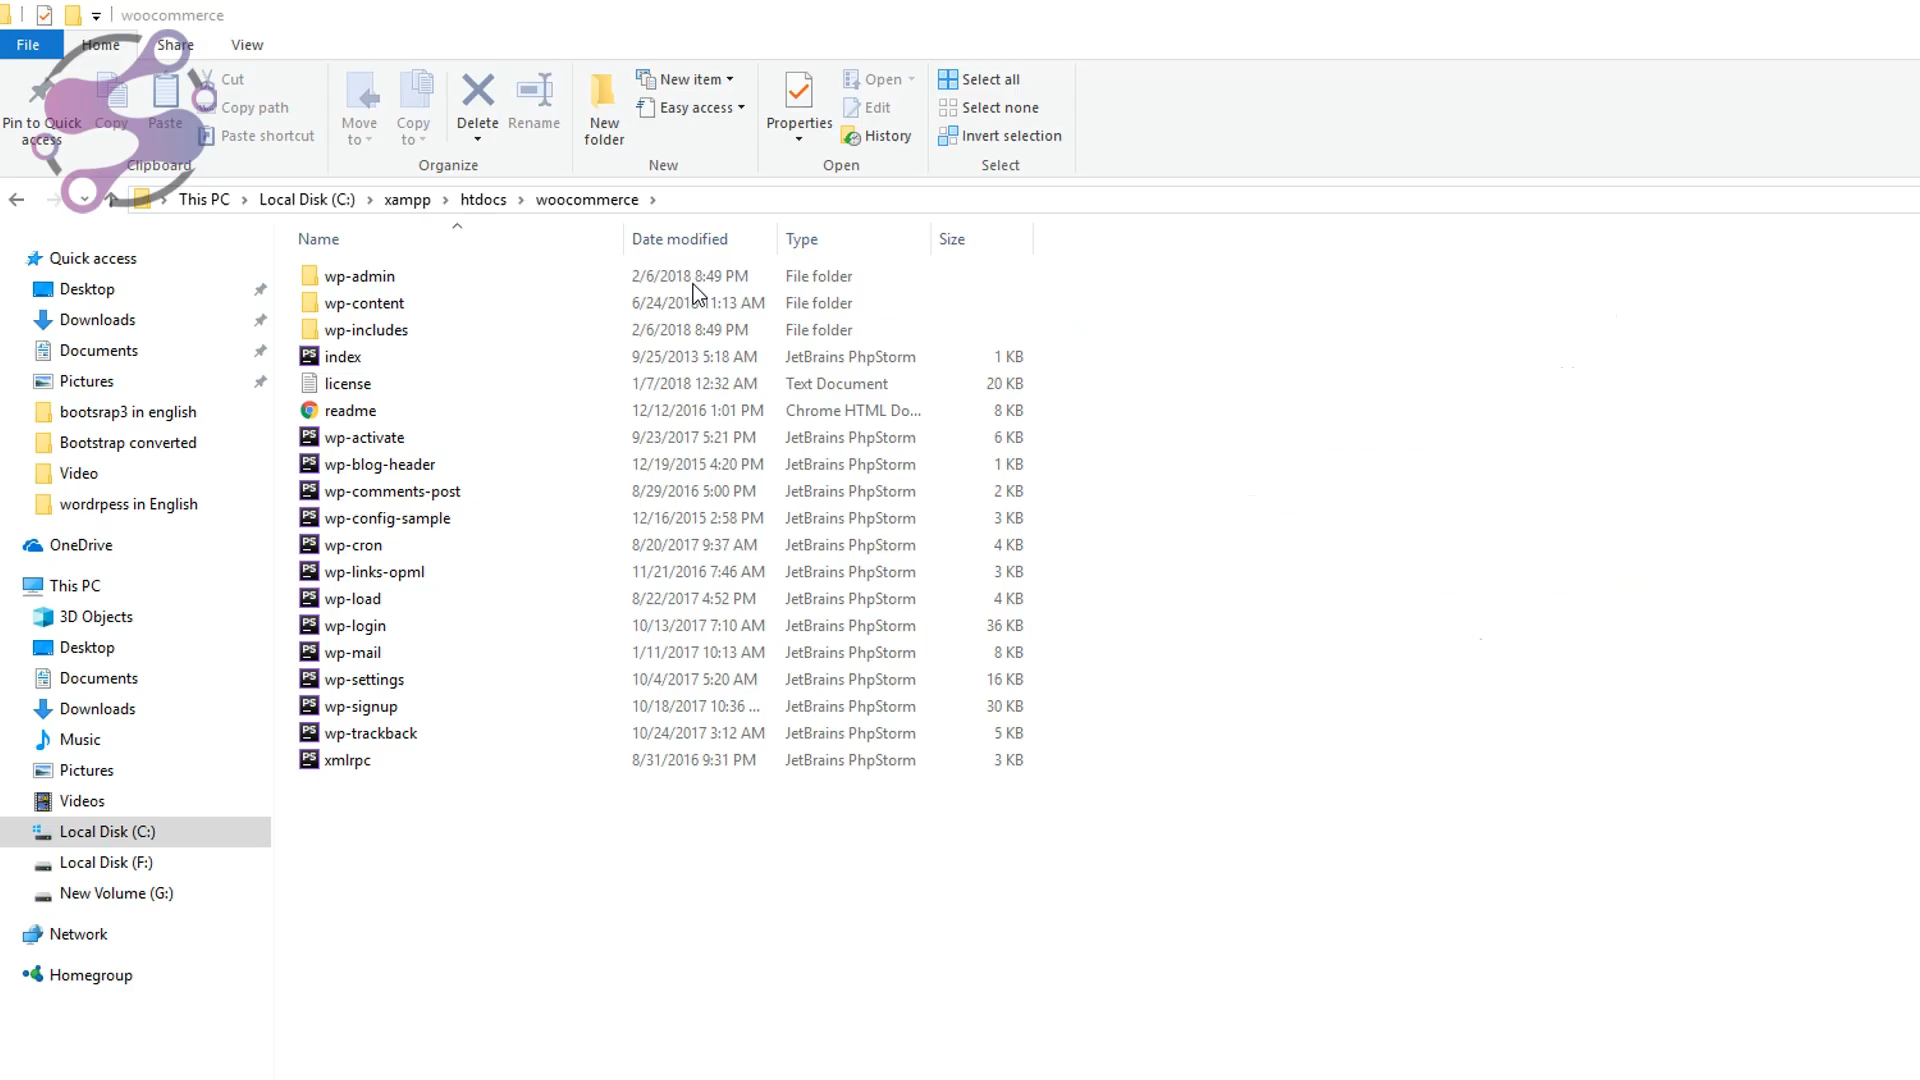 woocommerce
File Home Share View
Pin to Quick access
Copy
Paste
Cut
Copy path
Paste shortcut
Clipboard
Move to
Copy to
Delete
Rename
Organize
New folder
New item
Easy access
New
Properties
Open
Edit
History
Open
Select all
Select none
Invert selection
Select
This PC > Local Disk (C:) > xampp > htdocs > woocommerce >
Quick access
Desktop
Downloads
Documents
Pictures
bootsrap3 in english
Bootstrap converted
Video
wordrpess in English
OneDrive
This PC
3D Objects
Desktop
Documents
Downloads
Music
Pictures
Videos
Local Disk (C:)
Local Disk (F:)
New Volume (G:)
Network
Homegroup
Name Date modified Type Size
wp-admin 2/6/2018 8:49 PM File folder
wp-content 11:13 AM File folder
wp-includes 2/6/2018 8:49 PM File folder
index 9/25/2013 5:18 AM JetBrains PhpStorm 1 KB
license 1/7/2018 12:32 AM Text Document 20 KB
readme 12/12/2016 1:01 PM Chrome HTML Do... 8 KB
wp-activate 9/23/2017 5:21 PM JetBrains PhpStorm 6 KB
wp-blog-header 12/19/2015 4:20 PM JetBrains PhpStorm 1 KB
wp-comments-post 8/29/2016 5:00 PM JetBrains PhpStorm 2 KB
wp-config-sample 12/16/2015 2:58 PM JetBrains PhpStorm 3 KB
wp-cron 8/20/2017 9:37 AM JetBrains PhpStorm 4 KB
wp-links-opml 11/21/2016 7:46 AM JetBrains PhpStorm 3 KB
wp-load 8/22/2017 4:52 PM JetBrains PhpStorm 4 KB
wp-login 10/13/2017 7:10 AM JetBrains PhpStorm 36 KB
wp-mail 1/11/2017 10:13 AM JetBrains PhpStorm 8 KB
wp-settings 10/4/2017 5:20 AM JetBrains PhpStorm 16 KB
wp-signup 10/18/2017 10:36 ... JetBrains PhpStorm 30 KB
wp-trackback 10/24/2017 3:12 AM JetBrains PhpStorm 5 KB
xmlrpc 8/31/2016 9:31 PM JetBrains PhpStorm 3 KB